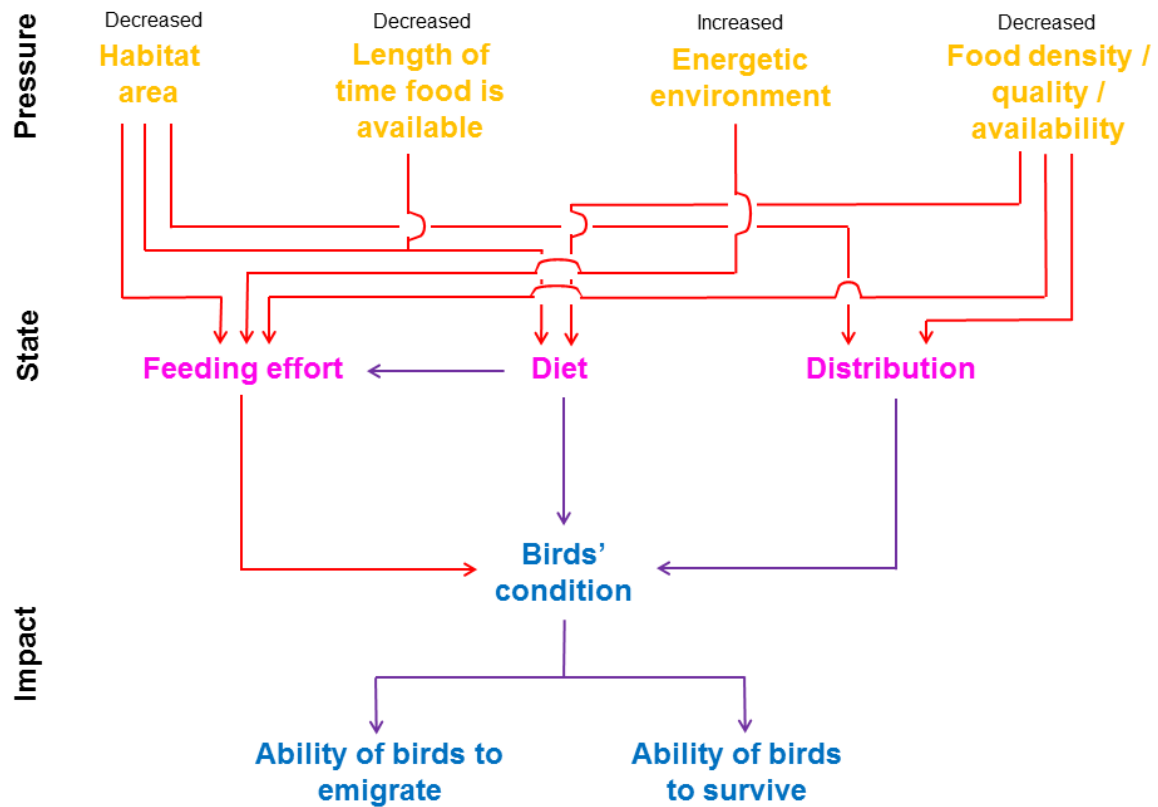 Pressure
Decreased
Habitat
area
Decreased
Length of
time food is
available
Increased
Energetic
environment
Decreased
Food density /
quality /
availability
State
Feeding effort
Diet
Distribution
Impact
Birds’
condition
Ability of birds to
emigrate
Ability of birds
to survive